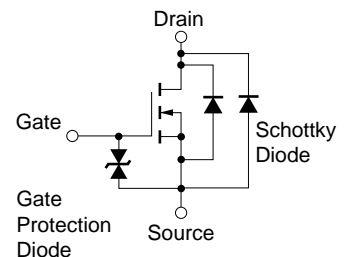 Drain
Gate
Schottky
Diode
Gate
Protection
Diode
Source